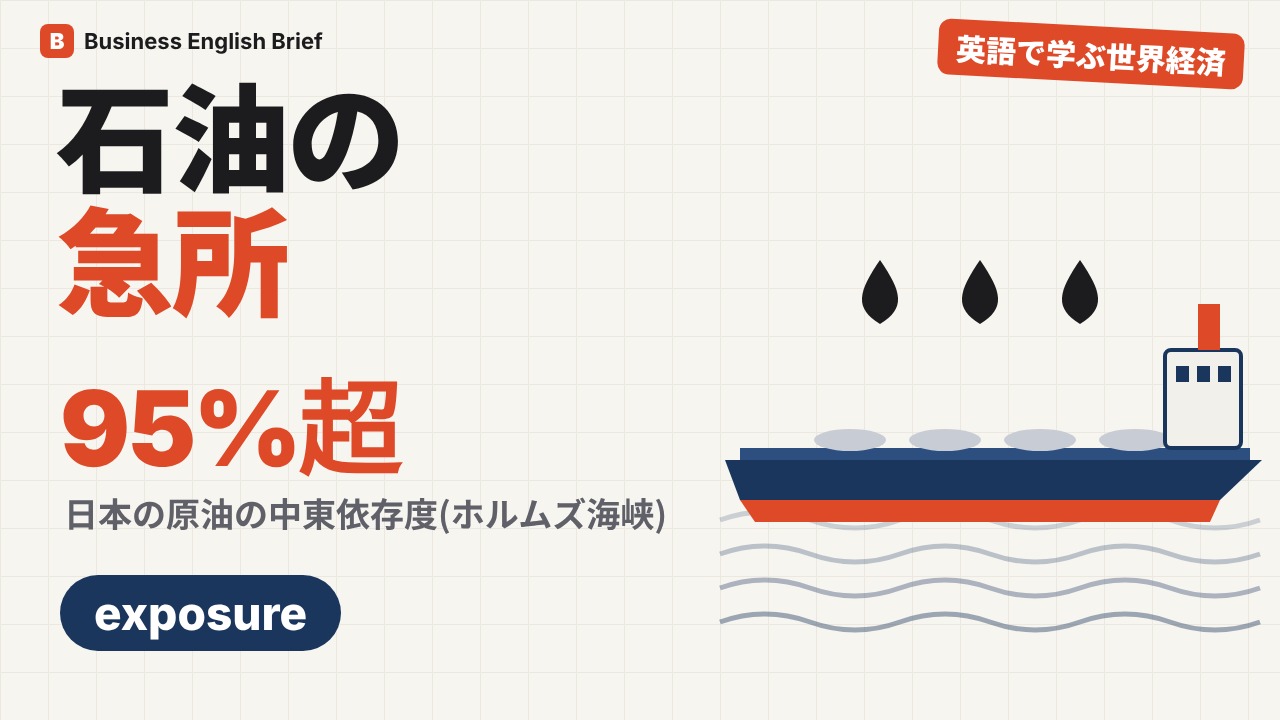 B Business English Brief
英語で学ぶ世界経済
石油の
急所
95%超
日本の原油の中東依存度(ホルムズ海峡)
exposure